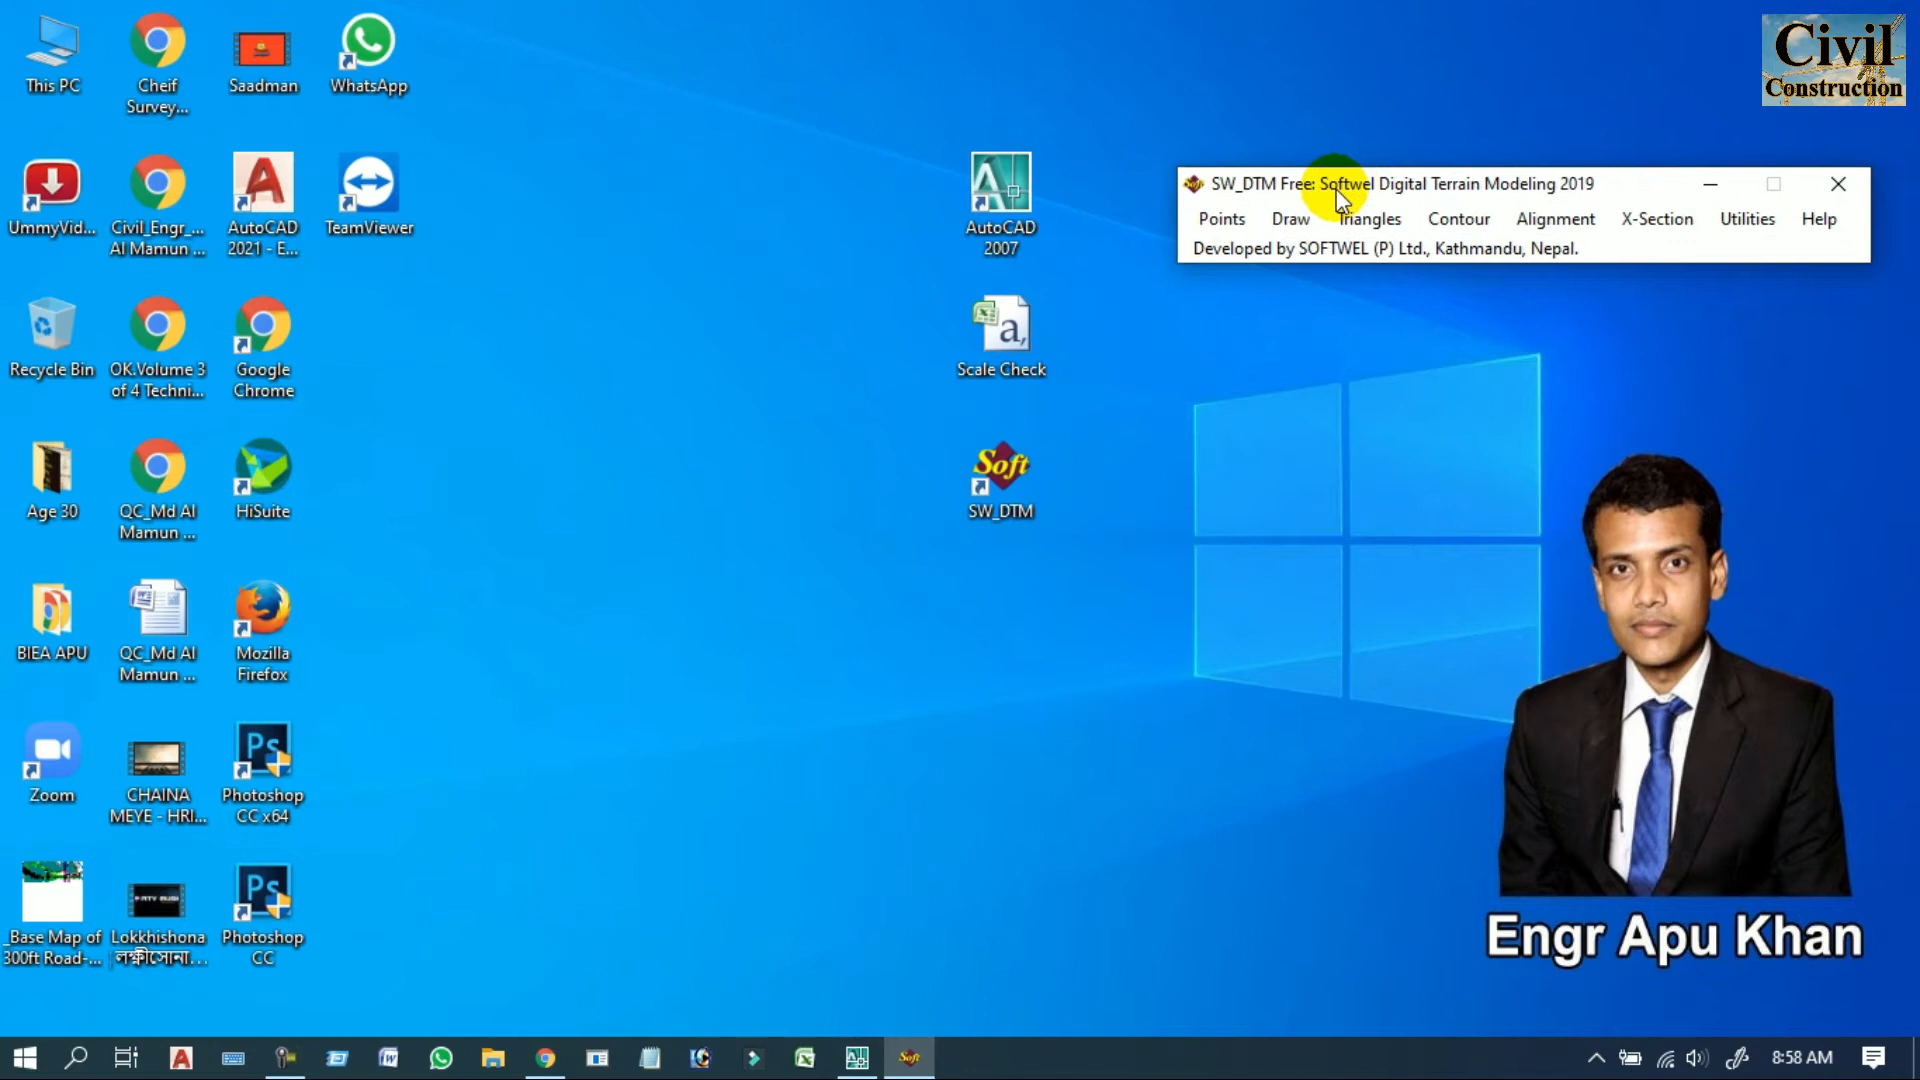 This PC
Cheif
Survey...
Saadman
WhatsApp
Civil
Construction
UmmyVid...
Civil_Engr_...
Al Mamun ...
AutoCAD
2021 - E...
TeamViewer
AutoCAD
2007
SW_DTM Free: Softwel Digital Terrain Modeling 2019
Points Draw Triangles Contour Alignment X-Section Utilities Help
Developed by SOFTWEL (P) Ltd., Kathmandu, Nepal.
Recycle Bin
OK.Volume 3
of 4 Techni...
Google
Chrome
a,
Scale Check
Age 30
QC_Md Al
Mamun ...
HiSuite
Soft
SW_DTM
BIEA APU
QC_Md Al
Mamun ...
Mozilla
Firefox
Zoom
CHAINA
MEYE - HRI...
Ps
Photoshop
CC x64
_Base Map of
300ft Road-...
Lokkhishona
লক্ষ্মীসোনা...
Ps
Photoshop
CC
Engr Apu Khan
8:58 AM